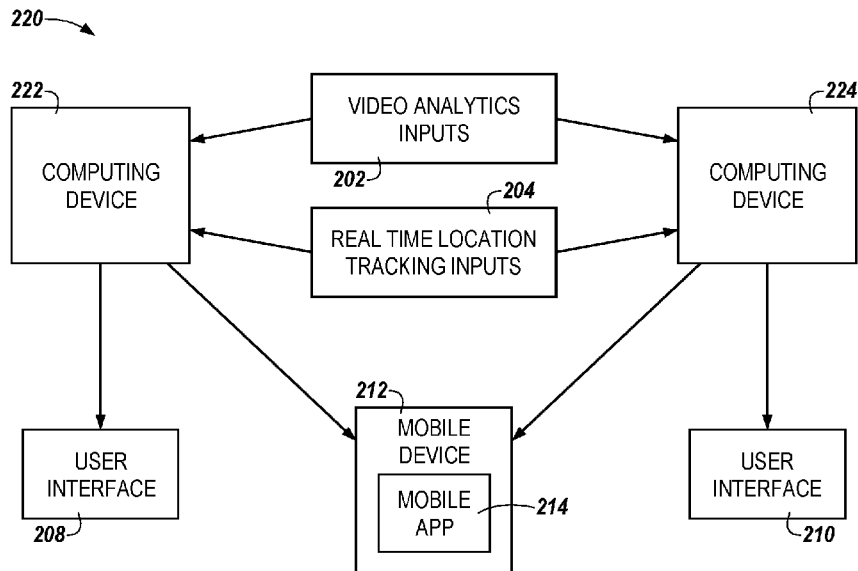 220
222
COMPUTING
DEVICE
VIDEO ANALYTICS
INPUTS
202
224
COMPUTING
DEVICE
204
REAL TIME LOCATION
TRACKING INPUTS
212
MOBILE
DEVICE
MOBILE
APP
214
USER
INTERFACE
208
USER
INTERFACE
210